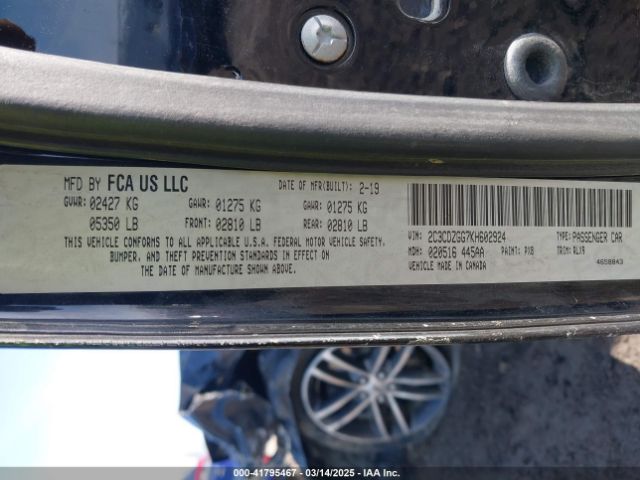 MFD BY FCA US LLC DATE OF MFR(BUILT): 2-19
GVWR: 02427 KG GAWR: 01275 KG GAWR: 01275 KG
05350 LB FRONT: 02810 LB REAR: 02810 LB
THIS VEHICLE CONFORMS TO ALL APPLICABLE U.S.A. FEDERAL MOTOR VEHICLE SAFETY,
BUMPER, AND THEFT PREVENTION STANDARDS IN EFFECT ON
THE DATE OF MANUFACTURE SHOWN ABOVE.
VIN: 2C3CDZGG7KH602924 TYPE: PASSENGER CAR
MDH: 020516 445AA PAINT: PX8 TRIM: RLX9
VEHICLE MADE IN CANADA 46588A3
000-41795467 | 03/14/2025 - IAA Inc.